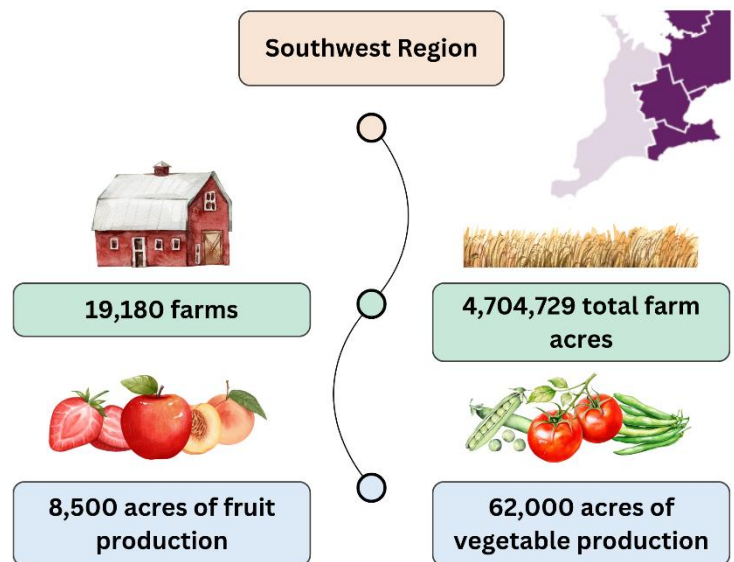 Southwest Region
19,180 farms
4,704,729 total farm
acres
8,500 acres of fruit
production
62,000 acres of
vegetable production